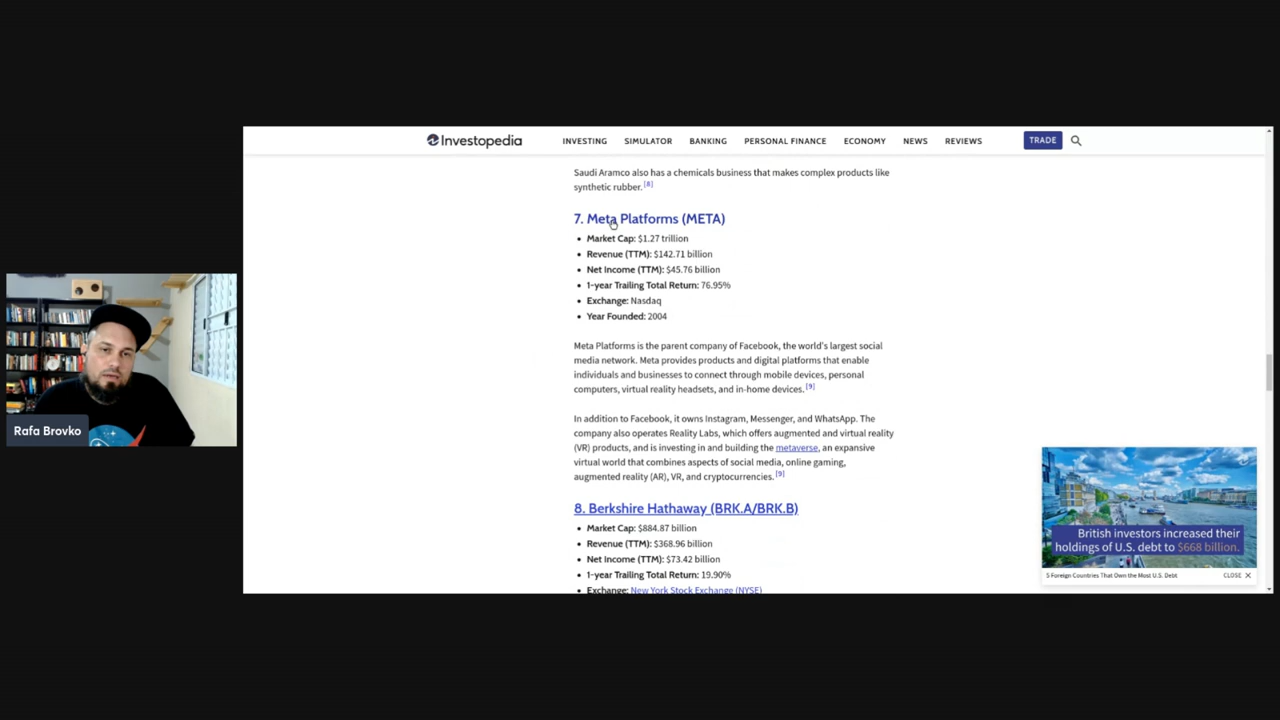 Investopedia
INVESTING SIMULATOR BANKING PERSONAL FINANCE ECONOMY NEWS REVIEWS TRADE
Saudi Aramco also has a chemicals business that makes complex products like
synthetic rubber. [8]
7. Meta Platforms (META)
• Market Cap: $1.27 trillion
• Revenue (TTM): $142.71 billion
• Net Income (TTM): $45.76 billion
• 1-year Trailing Total Return: 76.95%
• Exchange: Nasdaq
• Year Founded: 2004
Meta Platforms is the parent company of Facebook, the world's largest social
media network. Meta provides products and digital platforms that enable
individuals and businesses to connect through mobile devices, personal
computers, virtual reality headsets, and in-home devices. [9]
In addition to Facebook, it owns Instagram, Messenger, and WhatsApp. The
company also operates Reality Labs, which offers augmented and virtual reality
(VR) products, and is investing in and building the metaverse, an expansive
virtual world that combines aspects of social media, online gaming,
augmented reality (AR), VR, and cryptocurrencies. [9]
8. Berkshire Hathaway (BRK.A/BRK.B)
• Market Cap: $884.87 billion
• Revenue (TTM): $368.96 billion
• Net Income (TTM): $73.42 billion
• 1-year Trailing Total Return: 19.90%
• Exchange: New York Stock Exchange (NYSE)
Rafa Brovko
British investors increased their
holdings of U.S. debt to $668 billion.
5 Foreign Countries That Own the Most U.S. Debt
CLOSE X